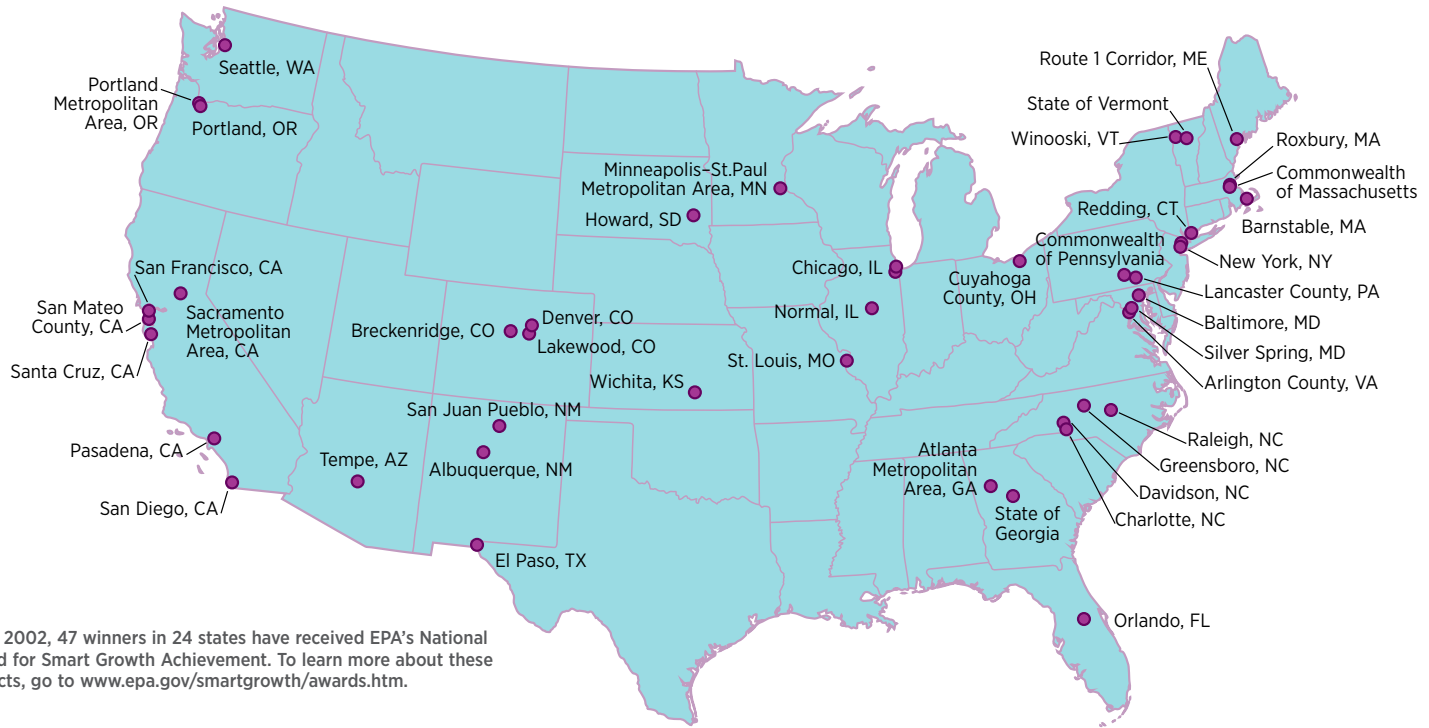 Seattle, WA
Portland
Metropolitan
Area, OR
Portland, OR
San Francisco, CA
San Mateo
County, CA
Sacramento
Metropolitan
Area, CA
Santa Cruz, CA
Pasadena, CA
San Diego, CA
Tempe, AZ
Breckenridge, CO
Denver, CO
Lakewood, CO
San Juan Pueblo, NM
Albuquerque, NM
El Paso, TX
Minneapolis–St.Paul
Metropolitan Area, MN
Howard, SD
Wichita, KS
Chicago, IL
Normal, IL
St. Louis, MO
Cuyahoga
County, OH
Route 1 Corridor, ME
State of Vermont
Winooski, VT
Roxbury, MA
Commonwealth
of Massachusetts
Barnstable, MA
Redding, CT
New York, NY
Commonwealth
of Pennsylvania
Lancaster County, PA
Baltimore, MD
Silver Spring, MD
Arlington County, VA
Raleigh, NC
Greensboro, NC
Davidson, NC
Charlotte, NC
Atlanta
Metropolitan
Area, GA
State of
Georgia
Orlando, FL
2002, 47 winners in 24 states have received EPA's National
for Smart Growth Achievement. To learn more about these
go to www.epa.gov/smartgrowth/awards.htm.